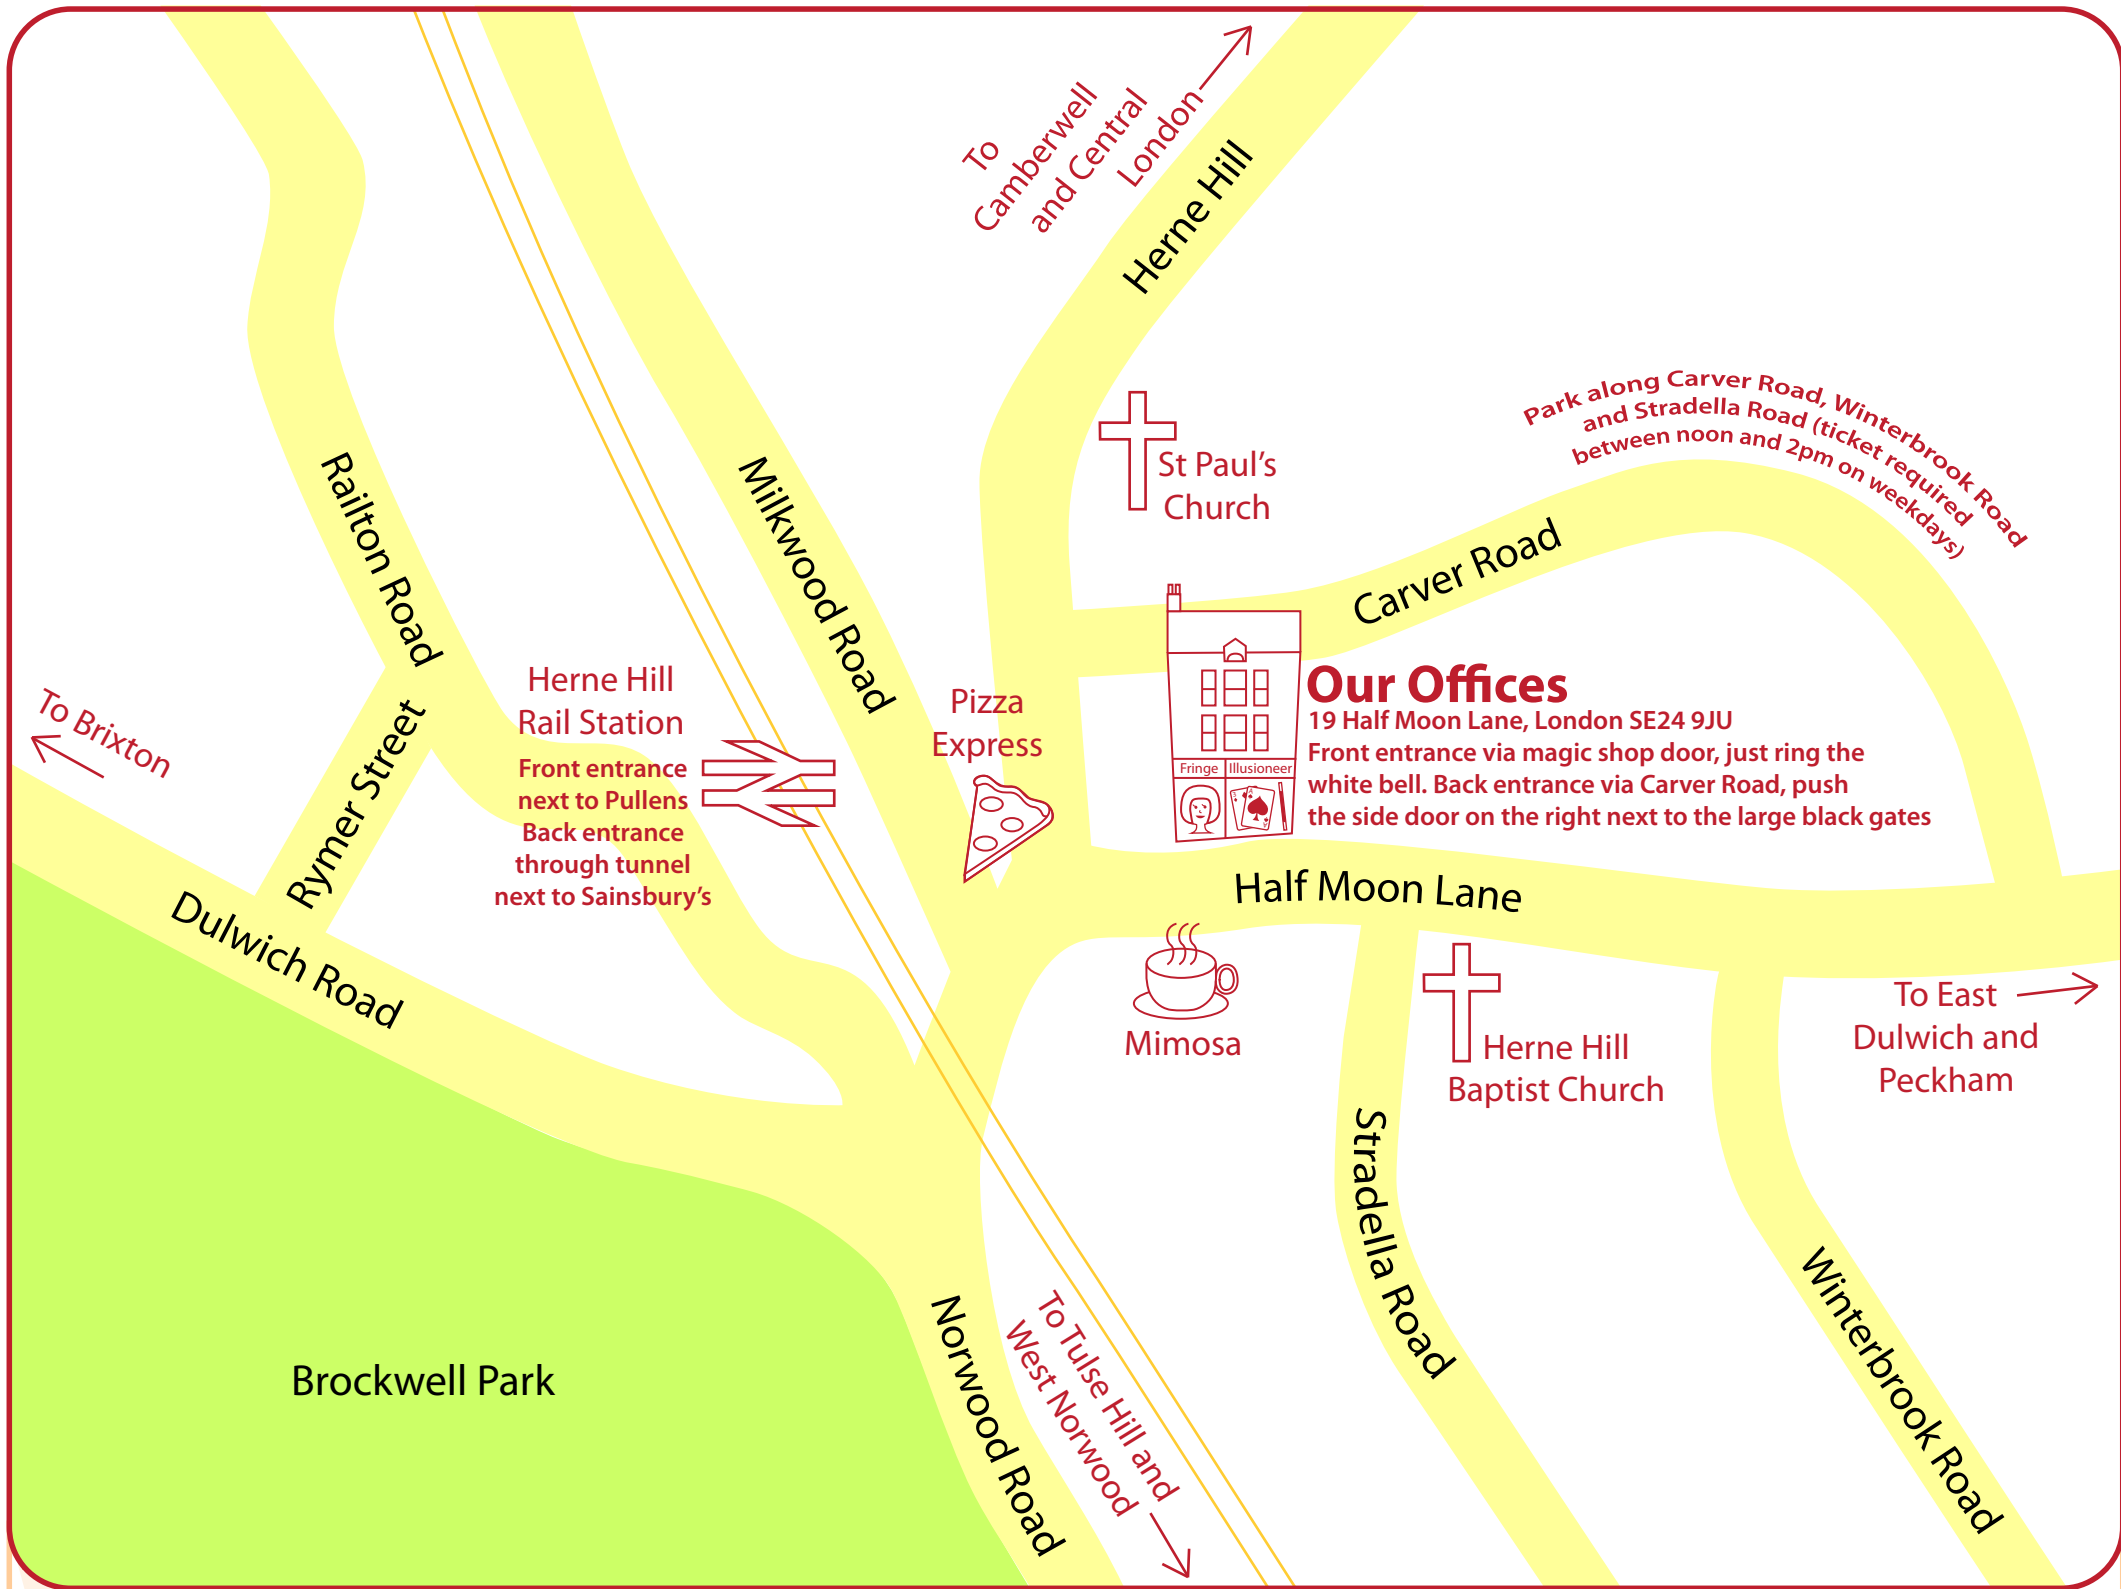 To
Camberwell
and Central
London
Herne Hill
Park along Carver Road, Winterbrook Road
and Stradella Road (ticket required
between noon and 2pm on weekdays)
St Paul’s
Church
Carver Road
Railton Road
Milkwood Road
Herne Hill
Rail Station
Front entrance
next to Pullens
Back entrance
through tunnel
next to Sainsbury’s
Pizza
Express
Our Offices
19 Half Moon Lane, London SE24 9JU
Front entrance via magic shop door, just ring the
white bell. Back entrance via Carver Road, push
the side door on the right next to the large black gates
Fringe
Illusioneer
To Brixton
Rymer Street
Dulwich Road
Half Moon Lane
Mimosa
Herne Hill
Baptist Church
To East
Dulwich and
Peckham
Stradella Road
Winterbrook Road
Brockwell Park
Norwood Road
To Tulse Hill and
West Norwood